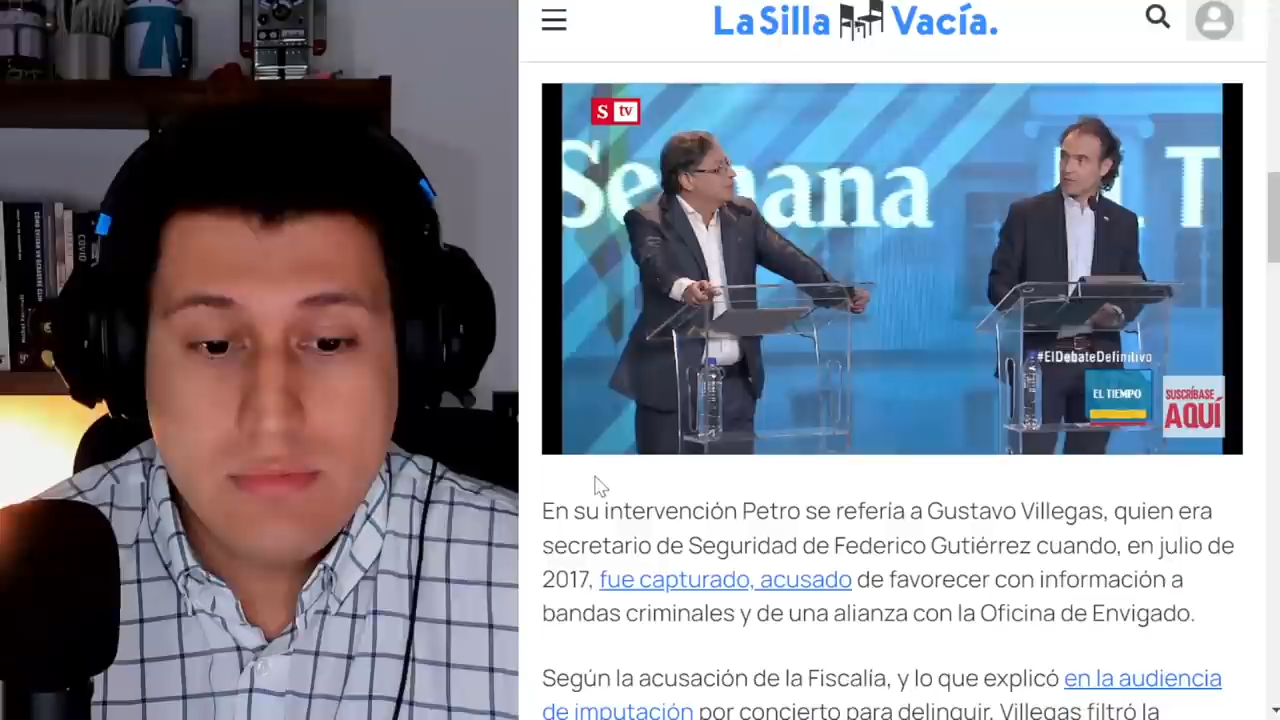 La Silla Vacía.
S tv
Semana El T
#ElDebateDefinitivo
EL TIEMPO
SUSCRÍBASE
AQUÍ
COVID
En su intervención Petro se refería a Gustavo Villegas, quien era
secretario de Seguridad de Federico Gutiérrez cuando, en julio de
2017, fue capturado, acusado de favorecer con información a
bandas criminales y de una alianza con la Oficina de Envigado.
Según la acusación de la Fiscalía, y lo que explicó en la audiencia
de imputación por concierto para delinquir, Villegas filtró la